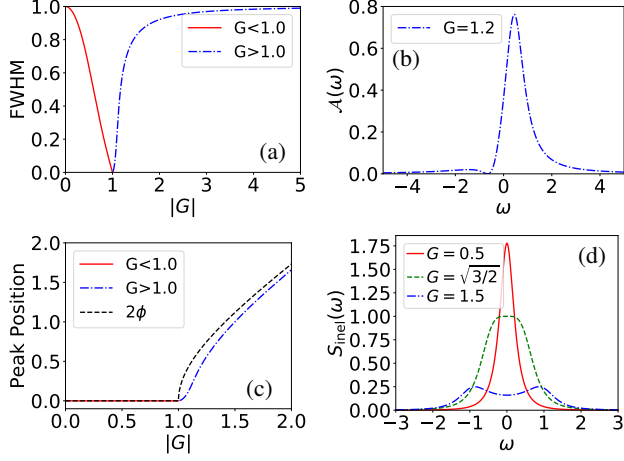 1.0
0.8
0.6
0.4
0.2
0.0
FWHM
G<1.0
G>1.0
(a)
0 1 2 3 4 5
|G|
0.8
0.6
0.4
0.2
0.0
𝒜(ω)
G=1.2
(b)
−4 −2 0 2 4
ω
2.0
1.5
1.0
0.5
0.0
Peak Position
G<1.0
G>1.0
2ϕ
(c)
0.0 0.5 1.0 1.5 2.0
|G|
1.75
1.50
1.25
1.00
0.75
0.50
0.25
0.00
S_inel(ω)
G = 0.5
G = √3/2
G = 1.5
(d)
−3 −2 −1 0 1 2 3
ω